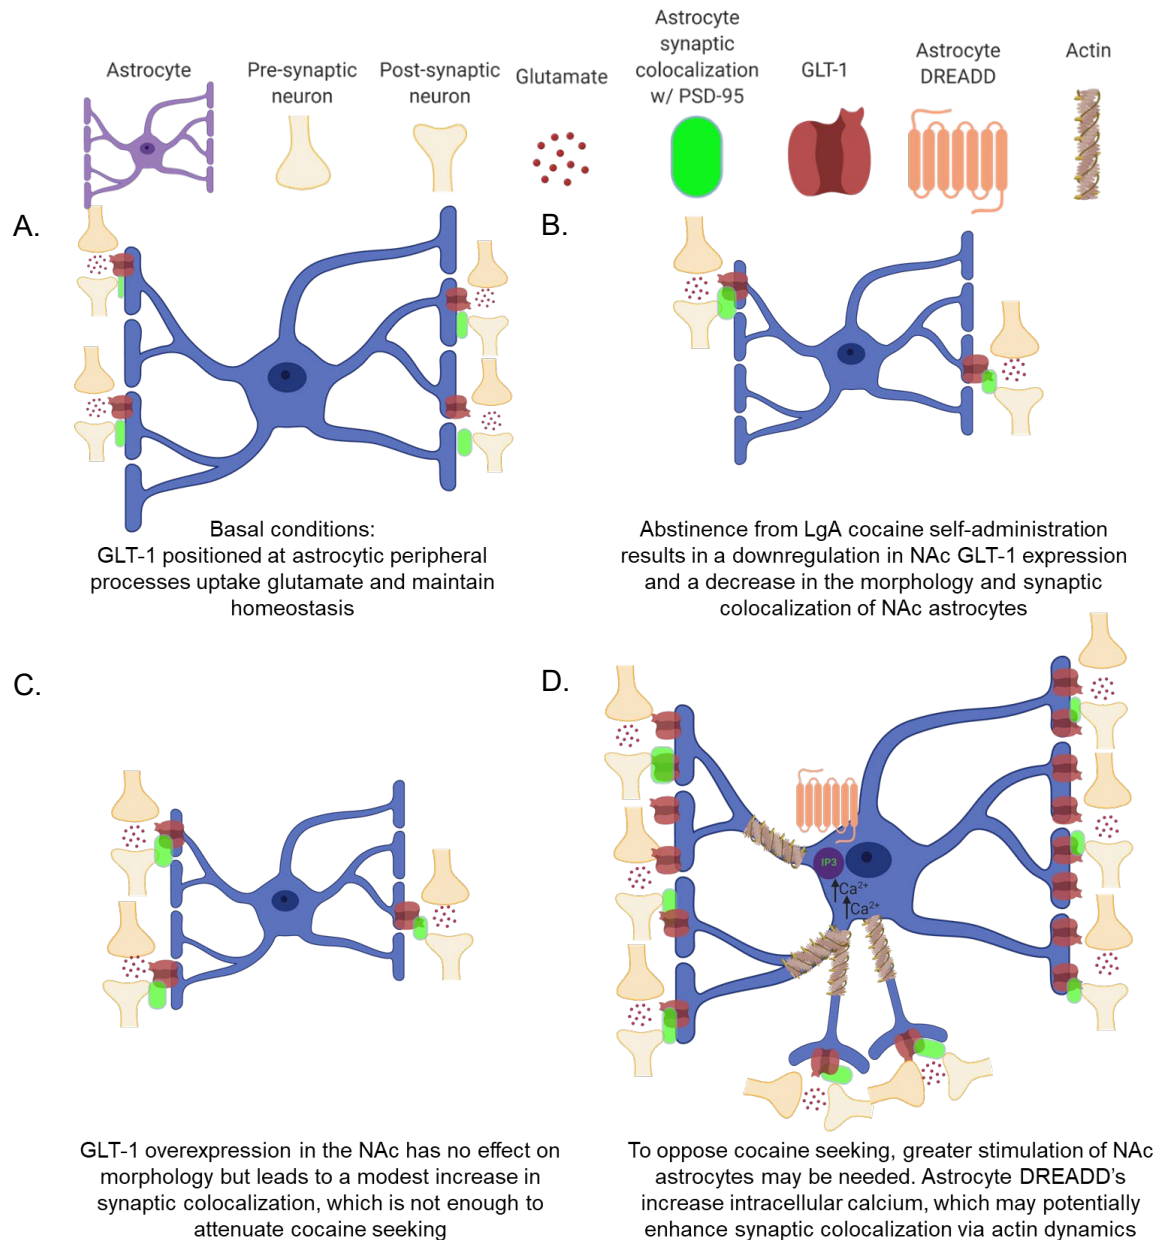 Astrocyte
Pre-synaptic
neuron
Post-synaptic
neuron
Glutamate
Astrocyte
synaptic
colocalization
w/ PSD-95
GLT-1
Astrocyte
DREADD
Actin
A.
B.
Basal conditions:
GLT-1 positioned at astrocytic peripheral
processes uptake glutamate and maintain
homeostasis
Abstinence from LgA cocaine self-administration
results in a downregulation in NAc GLT-1 expression
and a decrease in the morphology and synaptic
colocalization of NAc astrocytes
C.
D.
IP3
Ca²⁺
Ca²⁺
GLT-1 overexpression in the NAc has no effect on
morphology but leads to a modest increase in
synaptic colocalization, which is not enough to
attenuate cocaine seeking
To oppose cocaine seeking, greater stimulation of NAc
astrocytes may be needed. Astrocyte DREADD's
increase intracellular calcium, which may potentially
enhance synaptic colocalization via actin dynamics